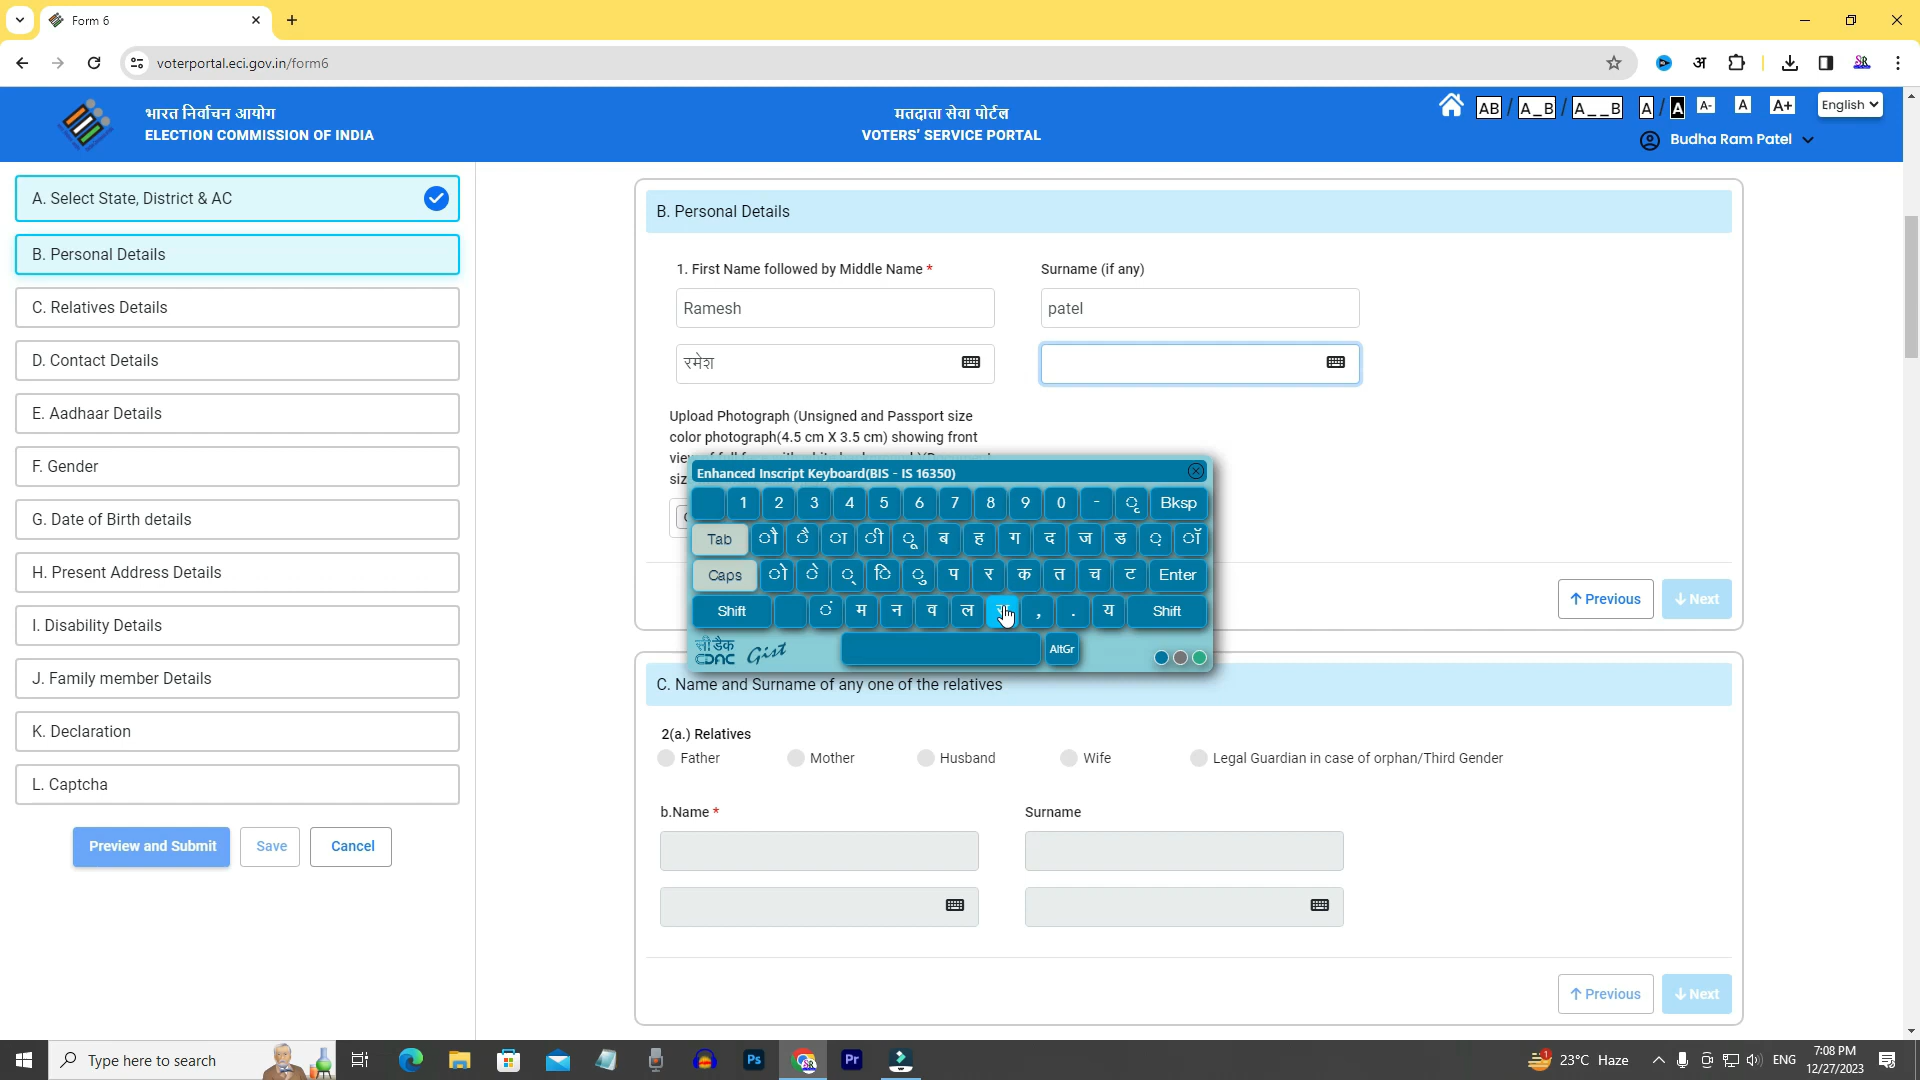 Form 6
voterportal.eci.gov.in/form6
अ
भारत निर्वाचन आयोग
ELECTION COMMISSION OF INDIA
मतदाता सेवा पोर्टल
VOTERS' SERVICE PORTAL
AB / A_B / A__B A / A A- A A+ English
Budha Ram Patel
A. Select State, District & AC
B. Personal Details
C. Relatives Details
D. Contact Details
E. Aadhaar Details
F. Gender
G. Date of Birth details
H. Present Address Details
I. Disability Details
J. Family member Details
K. Declaration
L. Captcha
Preview and Submit Save Cancel
B. Personal Details
1. First Name followed by Middle Name * Surname (if any)
Ramesh patel
रमेश
Upload Photograph (Unsigned and Passport size
color photograph(4.5 cm X 3.5 cm) showing front
Enhanced Inscript Keyboard(BIS - IS 16350)
1 2 3 4 5 6 7 8 9 0 - ृ Bksp
Tab ौ ै ा ी ू ब ह ग द ज ड ़ ॉ
Caps ो े ् ि ु प र क त च ट Enter
Shift ं म न व ल , . य Shift
सीडैक
CDAC Gist AltGr
Previous Next
C. Name and Surname of any one of the relatives
2(a.) Relatives
Father Mother Husband Wife Legal Guardian in case of orphan/Third Gender
b.Name * Surname
Previous Next
Type here to search
Ps
SR
Pr
1
23°C Haze
ENG
7:08 PM
12/27/2023